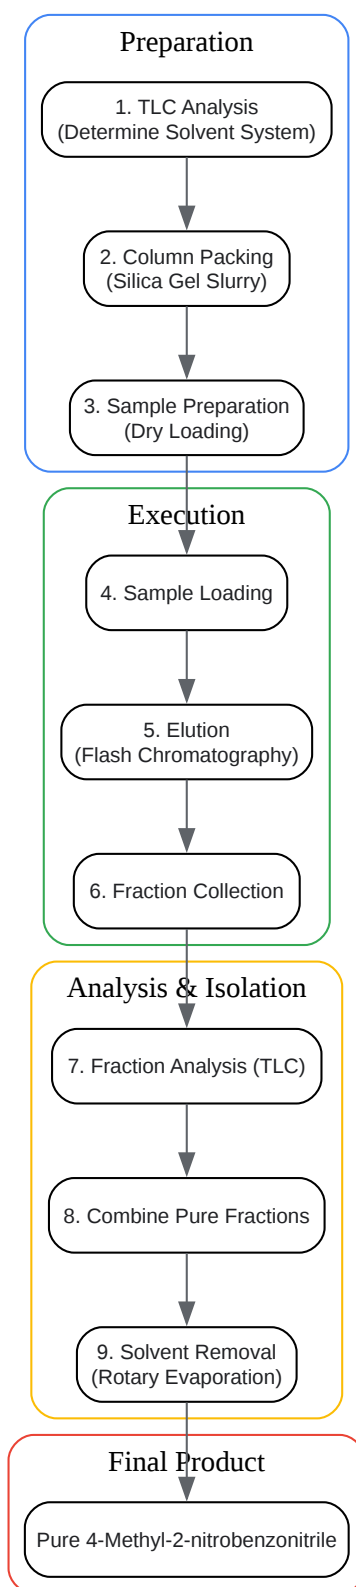 Preparation
1. TLC Analysis
(Determine Solvent System)
2. Column Packing
(Silica Gel Slurry)
3. Sample Preparation
(Dry Loading)
Execution
4. Sample Loading
5. Elution
(Flash Chromatography)
6. Fraction Collection
Analysis & Isolation
7. Fraction Analysis (TLC)
8. Combine Pure Fractions
9. Solvent Removal
(Rotary Evaporation)
Final Product
Pure 4-Methyl-2-nitrobenzonitrile